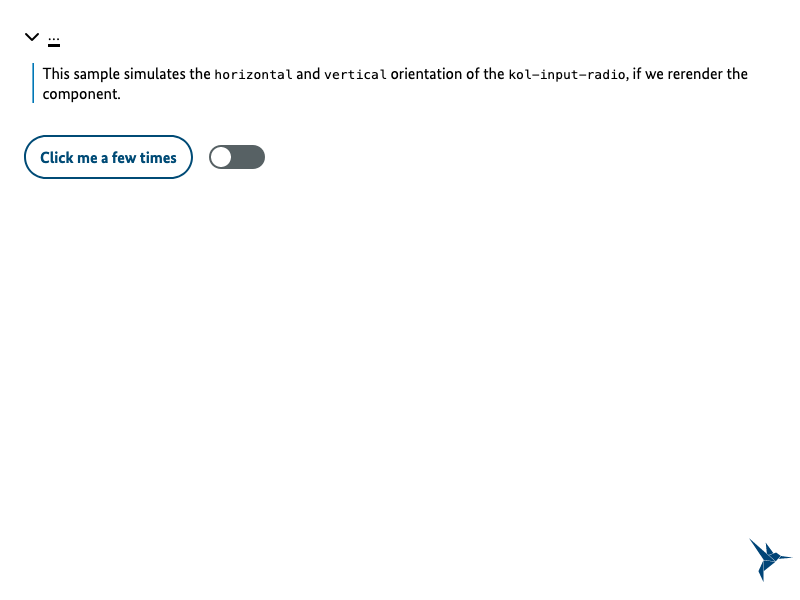 ...
This sample simulates the horizontal and vertical orientation of the kol-input-radio, if we rerender the
component.
Click me a few times